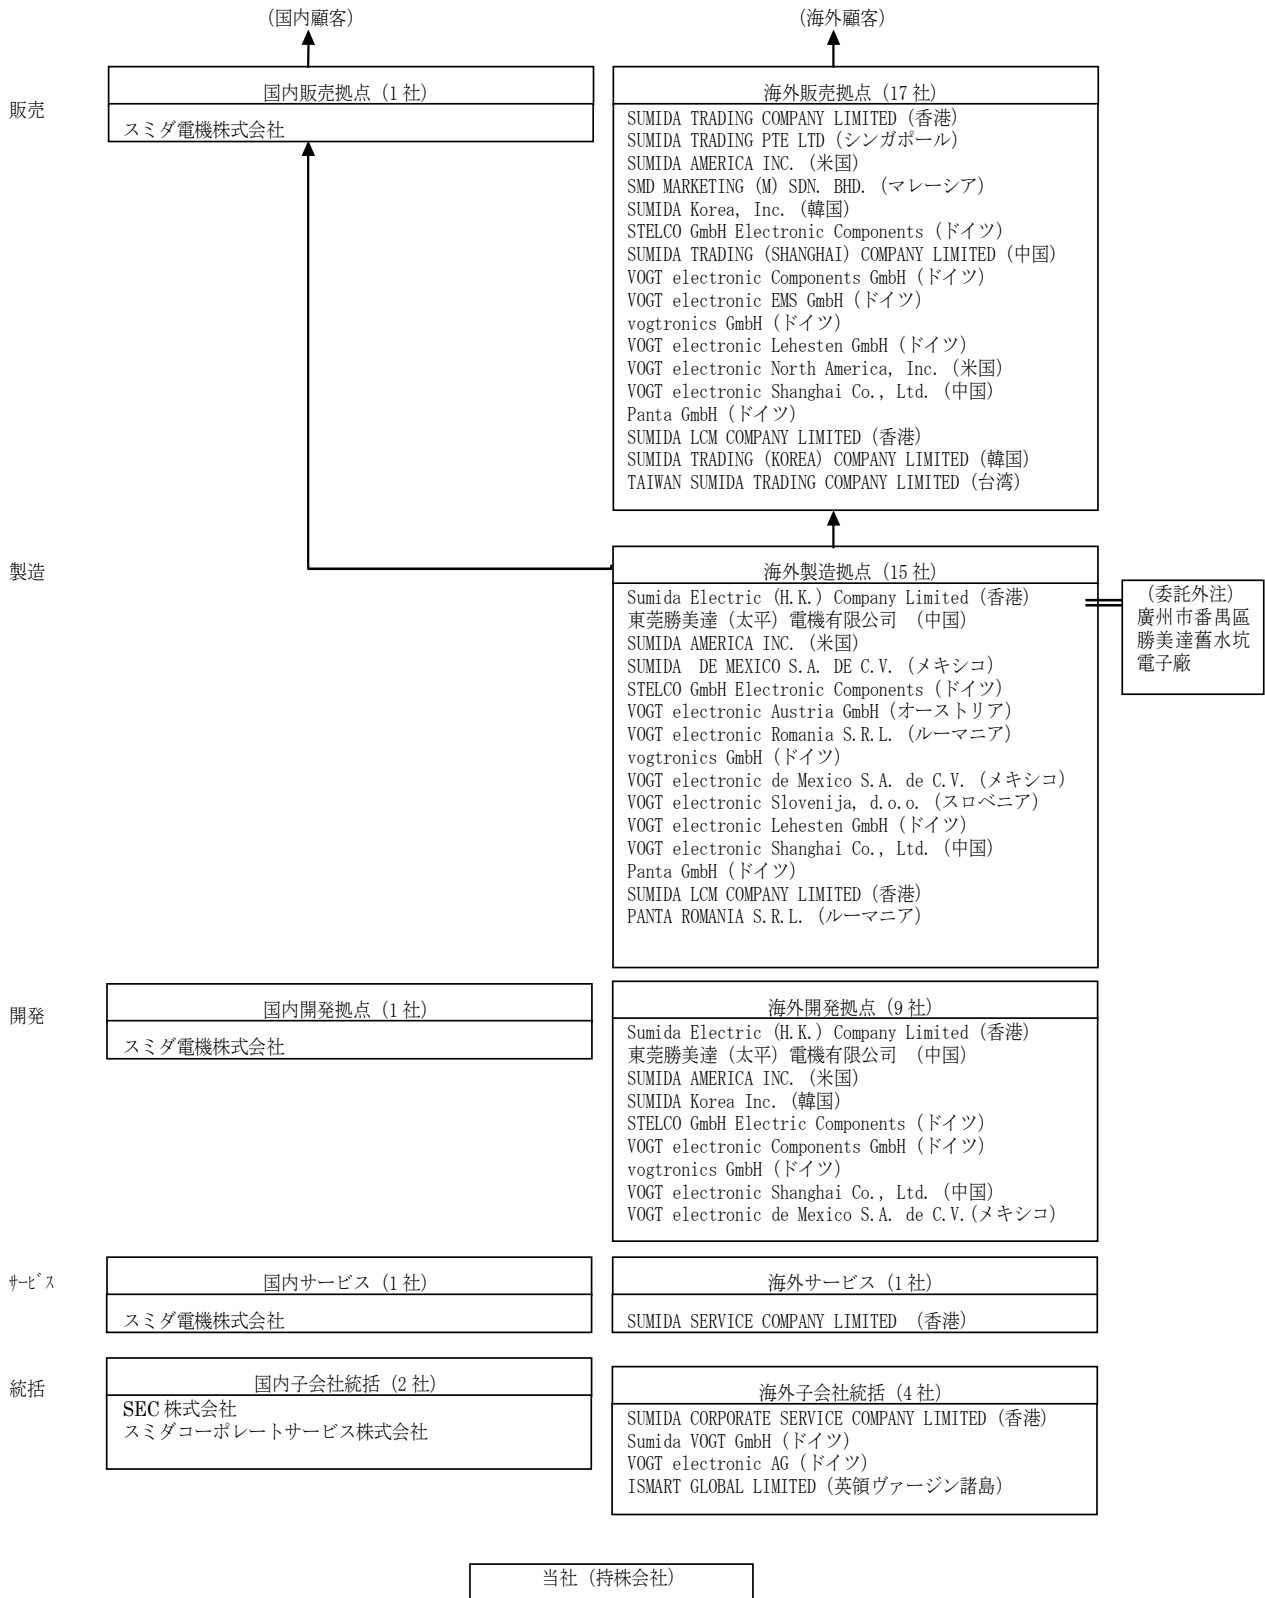 (国内顧客)
(海外顧客)
販売
国内販売拠点（1 社）
スミダ電機株式会社
海外販売拠点（17 社）
SUMIDA TRADING COMPANY LIMITED（香港）
SUMIDA TRADING PTE LTD（シンガポール）
SUMIDA AMERICA INC.（米国）
SMD MARKETING (M) SDN. BHD.（マレーシア）
SUMIDA Korea, Inc.（韓国）
STELCO GmbH Electronic Components（ドイツ）
SUMIDA TRADING (SHANGHAI) COMPANY LIMITED（中国）
VOGT electronic Components GmbH（ドイツ）
VOGT electronic EMS GmbH（ドイツ）
vogtronics GmbH（ドイツ）
VOGT electronic Lehesten GmbH（ドイツ）
VOGT electronic North America, Inc.（米国）
VOGT electronic Shanghai Co., Ltd.（中国）
Panta GmbH（ドイツ）
SUMIDA LCM COMPANY LIMITED（香港）
SUMIDA TRADING (KOREA) COMPANY LIMITED（韓国）
TAIWAN SUMIDA TRADING COMPANY LIMITED（台湾）
製造
海外製造拠点（15 社）
Sumida Electric (H.K.) Company Limited（香港）
東莞勝美達（太平）電機有限公司 （中国）
SUMIDA AMERICA INC.（米国）
SUMIDA DE MEXICO S.A. DE C.V.（メキシコ）
STELCO GmbH Electronic Components（ドイツ）
VOGT electronic Austria GmbH（オーストリア）
VOGT electronic Romania S.R.L.（ルーマニア）
vogtronics GmbH（ドイツ）
VOGT electronic de Mexico S.A. de C.V.（メキシコ）
VOGT electronic Slovenija, d.o.o.（スロベニア）
VOGT electronic Lehesten GmbH（ドイツ）
VOGT electronic Shanghai Co., Ltd.（中国）
Panta GmbH（ドイツ）
SUMIDA LCM COMPANY LIMITED（香港）
PANTA ROMANIA S.R.L.（ルーマニア）
（委託外注）
廣州市番禺區
勝美達舊水坑
電子廠
開発
国内開発拠点（1 社）
スミダ電機株式会社
海外開発拠点（9 社）
Sumida Electric (H.K.) Company Limited（香港）
東莞勝美達（太平）電機有限公司 （中国）
SUMIDA AMERICA INC.（米国）
SUMIDA Korea Inc.（韓国）
STELCO GmbH Electric Components（ドイツ）
VOGT electronic Components GmbH（ドイツ）
vogtronics GmbH（ドイツ）
VOGT electronic Shanghai Co., Ltd.（中国）
VOGT electronic de Mexico S.A. de C.V.(メキシコ)
ｻｰﾋﾞｽ
国内サービス（1 社）
スミダ電機株式会社
海外サービス（1 社）
SUMIDA SERVICE COMPANY LIMITED （香港）
統括
国内子会社統括（2 社）
SEC 株式会社
スミダコーポレートサービス株式会社
海外子会社統括（4 社）
SUMIDA CORPORATE SERVICE COMPANY LIMITED（香港）
Sumida VOGT GmbH（ドイツ）
VOGT electronic AG（ドイツ）
ISMART GLOBAL LIMITED（英領ヴァージン諸島）
当社（持株会社）